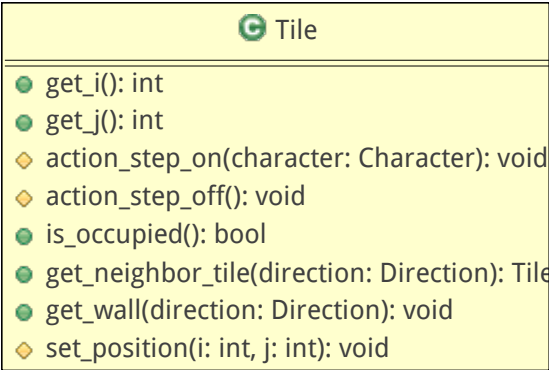 C Tile
get_i(): int
get_j(): int
action_step_on(character: Character): void
action_step_off(): void
is_occupied(): bool
get_neighbor_tile(direction: Direction): Tile
get_wall(direction: Direction): void
set_position(i: int, j: int): void